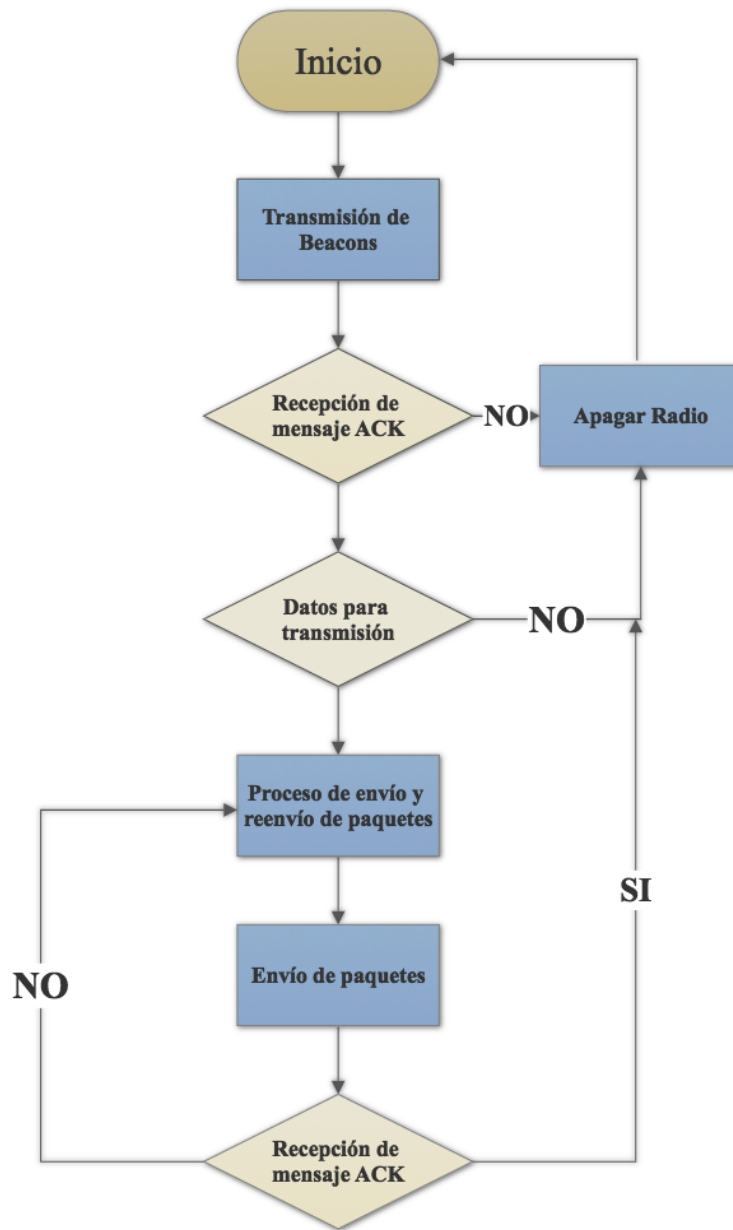 Inicio
Transmisión de
Beacons
Recepción de
mensaje ACK
NO
Apagar Radio
Datos para
transmisión
NO
Proceso de envío y
reenvío de paquetes
SI
Envío de paquetes
NO
Recepción de
mensaje ACK